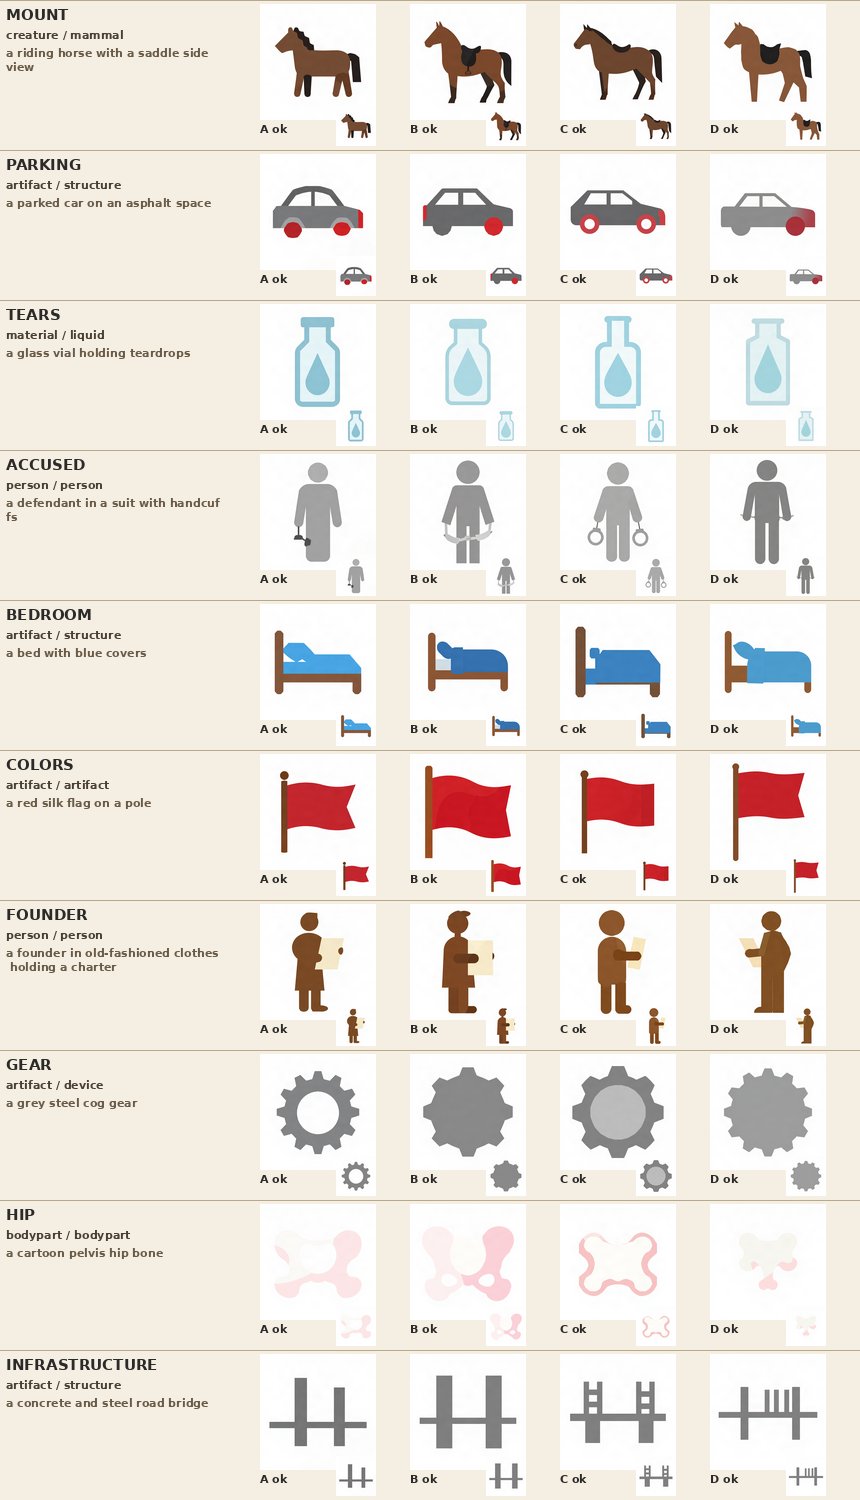 MOUNT
creature / mammal
a riding horse with a saddle side
view
A ok
B ok
C ok
D ok
PARKING
artifact / structure
a parked car on an asphalt space
A ok
B ok
C ok
D ok
TEARS
material / liquid
a glass vial holding teardrops
A ok
B ok
C ok
D ok
ACCUSED
person / person
a defendant in a suit with handcuf
fs
A ok
B ok
C ok
D ok
BEDROOM
artifact / structure
a bed with blue covers
A ok
B ok
C ok
D ok
COLORS
artifact / artifact
a red silk flag on a pole
A ok
B ok
C ok
D ok
FOUNDER
person / person
a founder in old-fashioned clothes
holding a charter
A ok
B ok
C ok
D ok
GEAR
artifact / device
a grey steel cog gear
A ok
B ok
C ok
D ok
HIP
bodypart / bodypart
a cartoon pelvis hip bone
A ok
B ok
C ok
D ok
INFRASTRUCTURE
artifact / structure
a concrete and steel road bridge
A ok
B ok
C ok
D ok